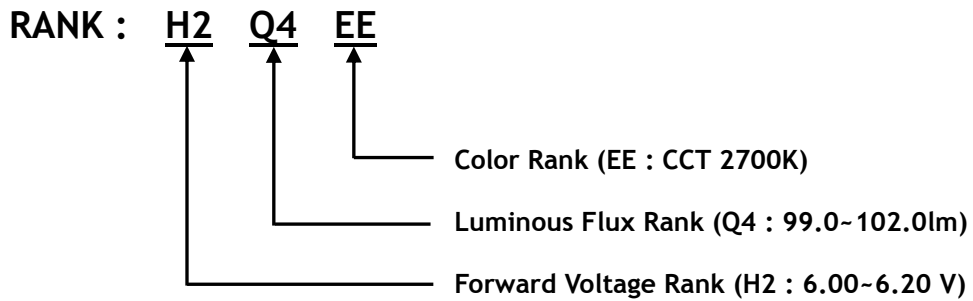 RANK : H2 Q4 EE
Color Rank (EE : CCT 2700K)
Luminous Flux Rank (Q4 : 99.0~102.0lm)
Forward Voltage Rank (H2 : 6.00~6.20 V)